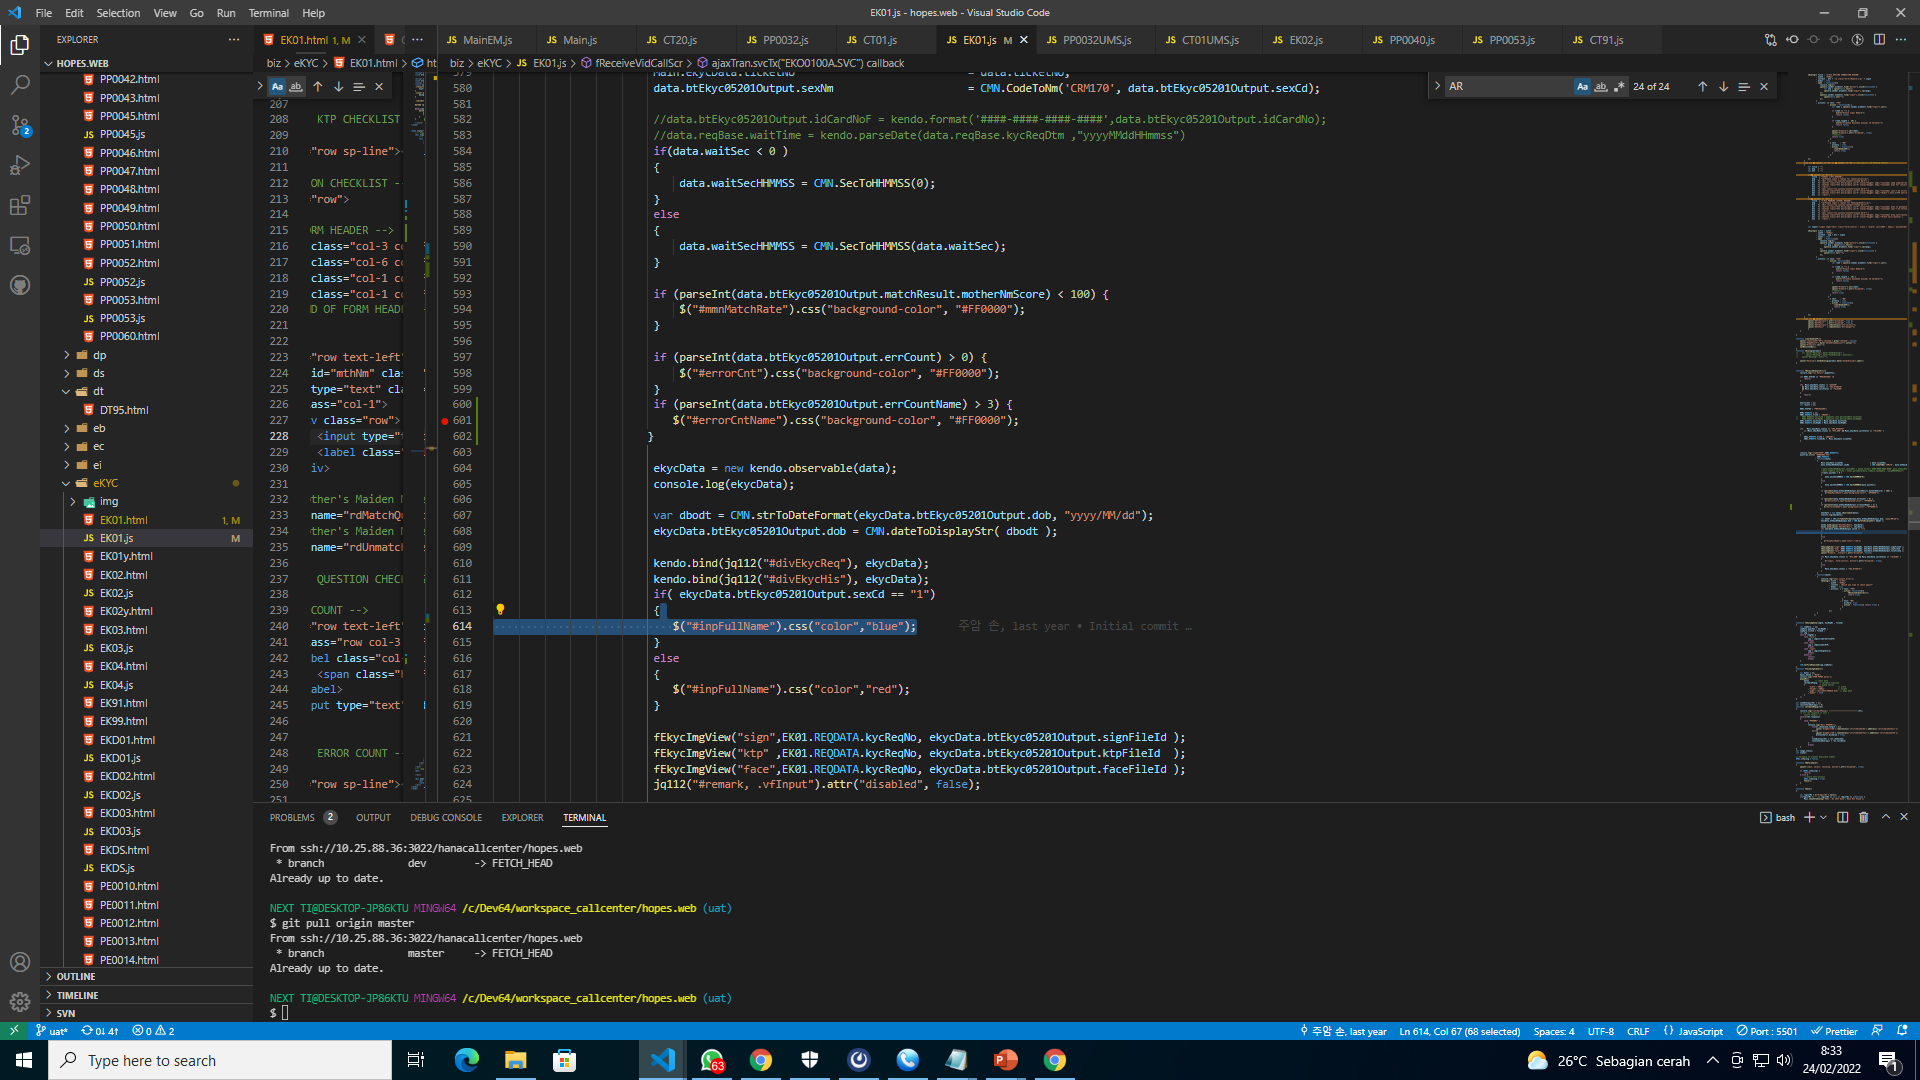 File Edit Selection View Go Run Terminal Help
EK01.js - hopes.web - Visual Studio Code
EXPLORER
HOPES.WEB
PP0042.html
PP0043.html
PP0045.html
PP0045.js
PP0046.html
PP0047.html
PP0048.html
PP0049.html
PP0050.html
PP0051.html
PP0052.html
PP0052.js
PP0053.html
PP0053.js
PP0060.html
dp
ds
dt
DT95.html
eb
ec
ei
eKYC
img
EK01.html 1, M
EK01.js M
EK01y.html
EK02.html
EK02.js
EK02y.html
EK03.html
EK03.js
EK04.html
EK04.js
EK91.html
EK99.html
EKD01.html
EKD01.js
EKD02.html
EKD02.js
EKD03.html
EKD03.js
EKDS.html
EKDS.js
PE0010.html
PE0011.html
PE0012.html
PE0013.html
PE0014.html
OUTLINE
TIMELINE
SVN
EK01.html 1, M
biz > eKYC > EK01.html >
207
208 KTP CHECKLIST
209
210 ="row sp-line">
211
212 ON CHECKLIST --
213 ="row">
214
215 RM HEADER -->
216 class="col-3 c
217 class="col-6 c
218 class="col-1 c
219 class="col-1 c
220 D OF FORM HEAD
221
222
223 ="row text-left"
224 id="mthNm" class
225 type="text" cla
226 ass="col-1">
227 v class="row">
228 <input type="
229 <label class="
230 iv>
231
232 ther's Maiden
233 name="rdMatchQu
234 ther's Maiden
235 name="rdUnmatch
236
237 QUESTION CHEC
238
239 COUNT -->
240 ="row text-left"
241 ass="row col-3
242 bel class="col-
243 <span class="
244 abel>
245 put type="text"
246
247
248 ERROR COUNT --
249
250 ="row sp-line">
251
MainEM.js Main.js CT20.js PP0032.js CT01.js EK01.js M PP0032UMS.js CT01UMS.js EK02.js PP0040.js PP0053.js CT91.js
biz > eKYC > EK01.js > fReceiveVidCallScr > ajaxTran.svcTx("EKO0100A.SVC") callback
AR 24 of 24
579 Main.ekycData.ticketNo = data.ticketNo;
580 data.btEkyc05201Output.sexNm = CMN.CodeToNm('CRM170', data.btEkyc05201Output.sexCd);
581
582 //data.btEkyc05201Output.idCardNoF = kendo.format('####-####-####-####',data.btEkyc05201Output.idCardNo);
583 //data.reqBase.waitTime = kendo.parseDate(data.reqBase.kycReqDtm ,"yyyyMMddHHmmss")
584 if(data.waitSec < 0 )
585 {
586 data.waitSecHHMMSS = CMN.SecToHHMMSS(0);
587 }
588 else
589 {
590 data.waitSecHHMMSS = CMN.SecToHHMMSS(data.waitSec);
591 }
592
593 if (parseInt(data.btEkyc05201Output.matchResult.motherNmScore) < 100) {
594 $("#mmnMatchRate").css("background-color", "#FF0000");
595 }
596
597 if (parseInt(data.btEkyc05201Output.errCount) > 0) {
598 $("#errorCnt").css("background-color", "#FF0000");
599 }
600 if (parseInt(data.btEkyc05201Output.errCountName) > 3) {
601 $("#errorCntName").css("background-color", "#FF0000");
602 }
603
604 ekycData = new kendo.observable(data);
605 console.log(ekycData);
606
607 var dbodt = CMN.strToDateFormat(ekycData.btEkyc05201Output.dob, "yyyy/MM/dd");
608 ekycData.btEkyc05201Output.dob = CMN.dateToDisplayStr( dbodt );
609
610 kendo.bind(jq112("#divEkycReq"), ekycData);
611 kendo.bind(jq112("#divEkycHis"), ekycData);
612 if( ekycData.btEkyc05201Output.sexCd == "1")
613 {
614 $("#inpFullName").css("color","blue"); 주암 손, last year • Initial commit …
615 }
616 else
617 {
618 $("#inpFullName").css("color","red");
619 }
620
621 fEkycImgView("sign",EK01.REQDATA.kycReqNo, ekycData.btEkyc05201Output.signFileId );
622 fEkycImgView("ktp" ,EK01.REQDATA.kycReqNo, ekycData.btEkyc05201Output.ktpFileId );
623 fEkycImgView("face",EK01.REQDATA.kycReqNo, ekycData.btEkyc05201Output.faceFileId );
624 jq112("#remark, .vfInput").attr("disabled", false);
625
PROBLEMS 2 OUTPUT DEBUG CONSOLE EXPLORER TERMINAL
bash
From ssh://10.25.88.36:3022/hanacallcenter/hopes.web
* branch dev -> FETCH_HEAD
Already up to date.
NEXT TI@DESKTOP-JP86KTU MINGW64 /c/Dev64/workspace_callcenter/hopes.web (uat)
$ git pull origin master
From ssh://10.25.88.36:3022/hanacallcenter/hopes.web
* branch master -> FETCH_HEAD
Already up to date.
NEXT TI@DESKTOP-JP86KTU MINGW64 /c/Dev64/workspace_callcenter/hopes.web (uat)
$
uat* 0↓ 4↑ 0 2
주암 손, last year Ln 614, Col 67 (68 selected) Spaces: 4 UTF-8 CRLF JavaScript Port : 5501 Prettier
Type here to search
63
26°C Sebagian cerah
8:33
24/02/2022
1